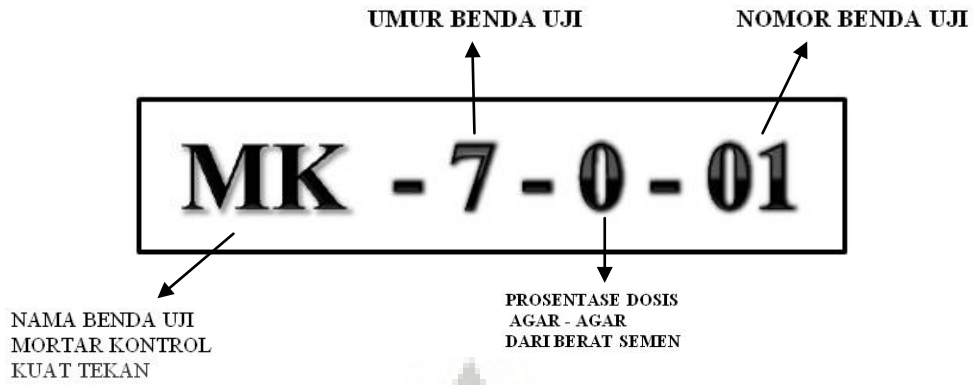 UMUR BENDA UJI
NOMOR BENDA UJI
MK - 7 - 0 - 01
NAMA BENDA UJI
MORTAR KONTROL
KUAT TEKAN
PROSENTASE DOSIS
AGAR - AGAR
DARI BERAT SEMEN